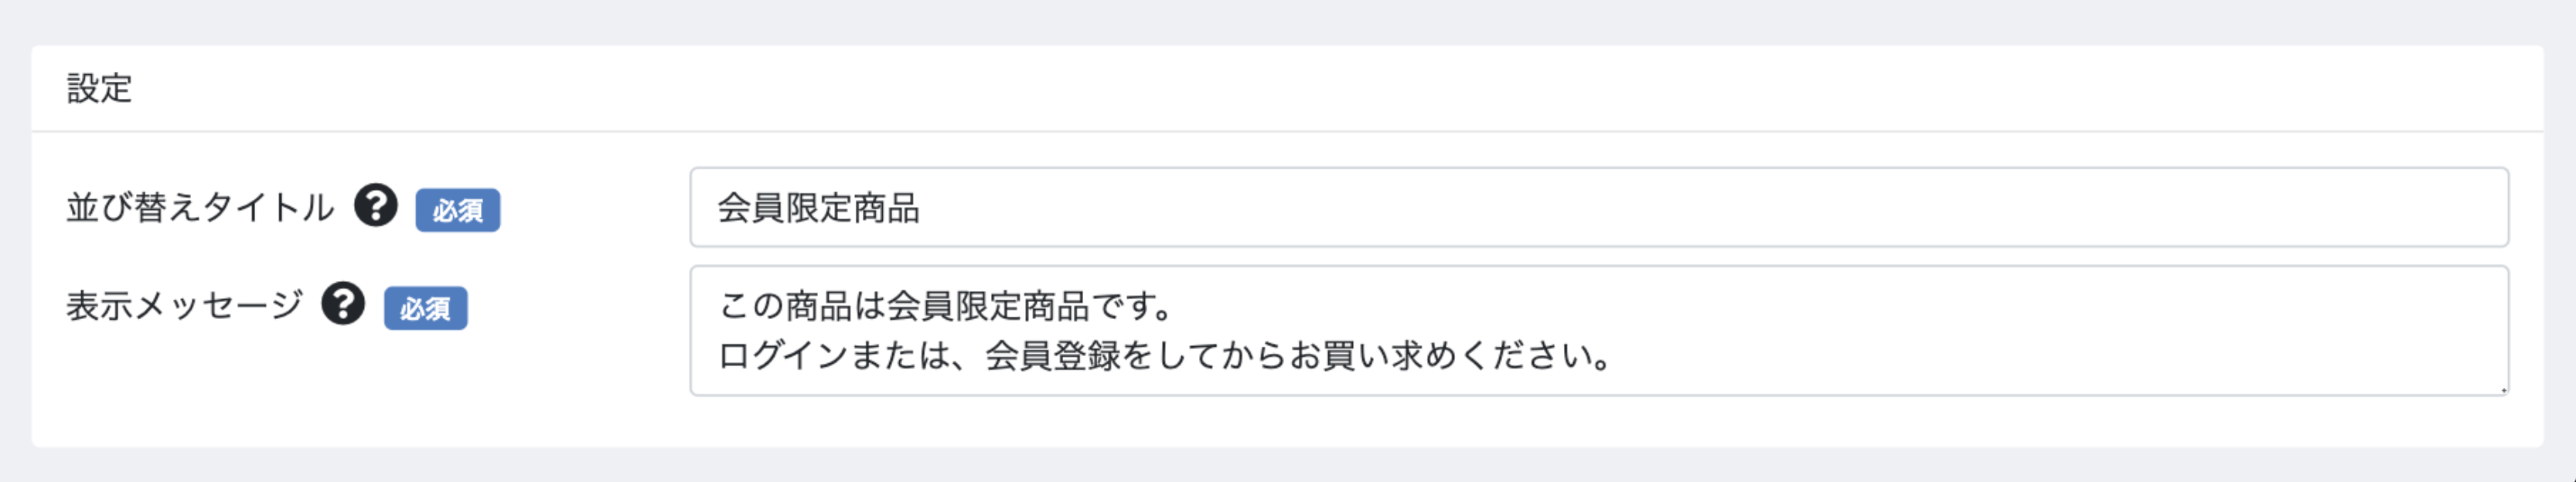 設定
並び替えタイトル ? 必須 会員限定商品
表示メッセージ ? 必須
この商品は会員限定商品です。
ログインまたは、会員登録をしてからお買い求めください。